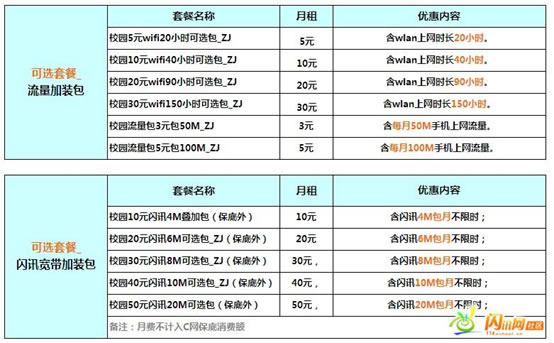 套餐名称 月租 优惠内容
可选套餐_
流量加装包
校园5元wifi20小时可选包_ZJ 5元 含wlan上网时长20小时。
校园10元wifi40小时可选包_ZJ 10元 含wlan上网时长40小时。
校园20元wifi90小时可选包_ZJ 20元 含wlan上网时长90小时。
校园30元wifi150小时可选包_ZJ 30元 含wlan上网时长150小时。
校园流量包3元包50M_ZJ 3元 含每月50M手机上网流量。
校园流量包5元包100M_ZJ 5元 含每月100M手机上网流量。
套餐名称 月租 优惠内容
可选套餐_
闪讯宽带加装包
校园10元闪讯4M叠加包（保底外） 10元 含闪讯4M包月不限时；
校园20元闪讯6M可选包_ZJ（保底外） 20元 含闪讯6M包月不限时；
校园30元闪讯8M可选包_ZJ（保底外） 30元， 含闪讯8M包月不限时；
校园40元闪讯10M可选包_ZJ（保底外） 40元， 含闪讯10M包月不限时；
校园50元闪讯20M可选包（保底外） 50元， 含闪讯20M包月不限时；
备注：月费不计入C网保底消费额
闪讯网 社区